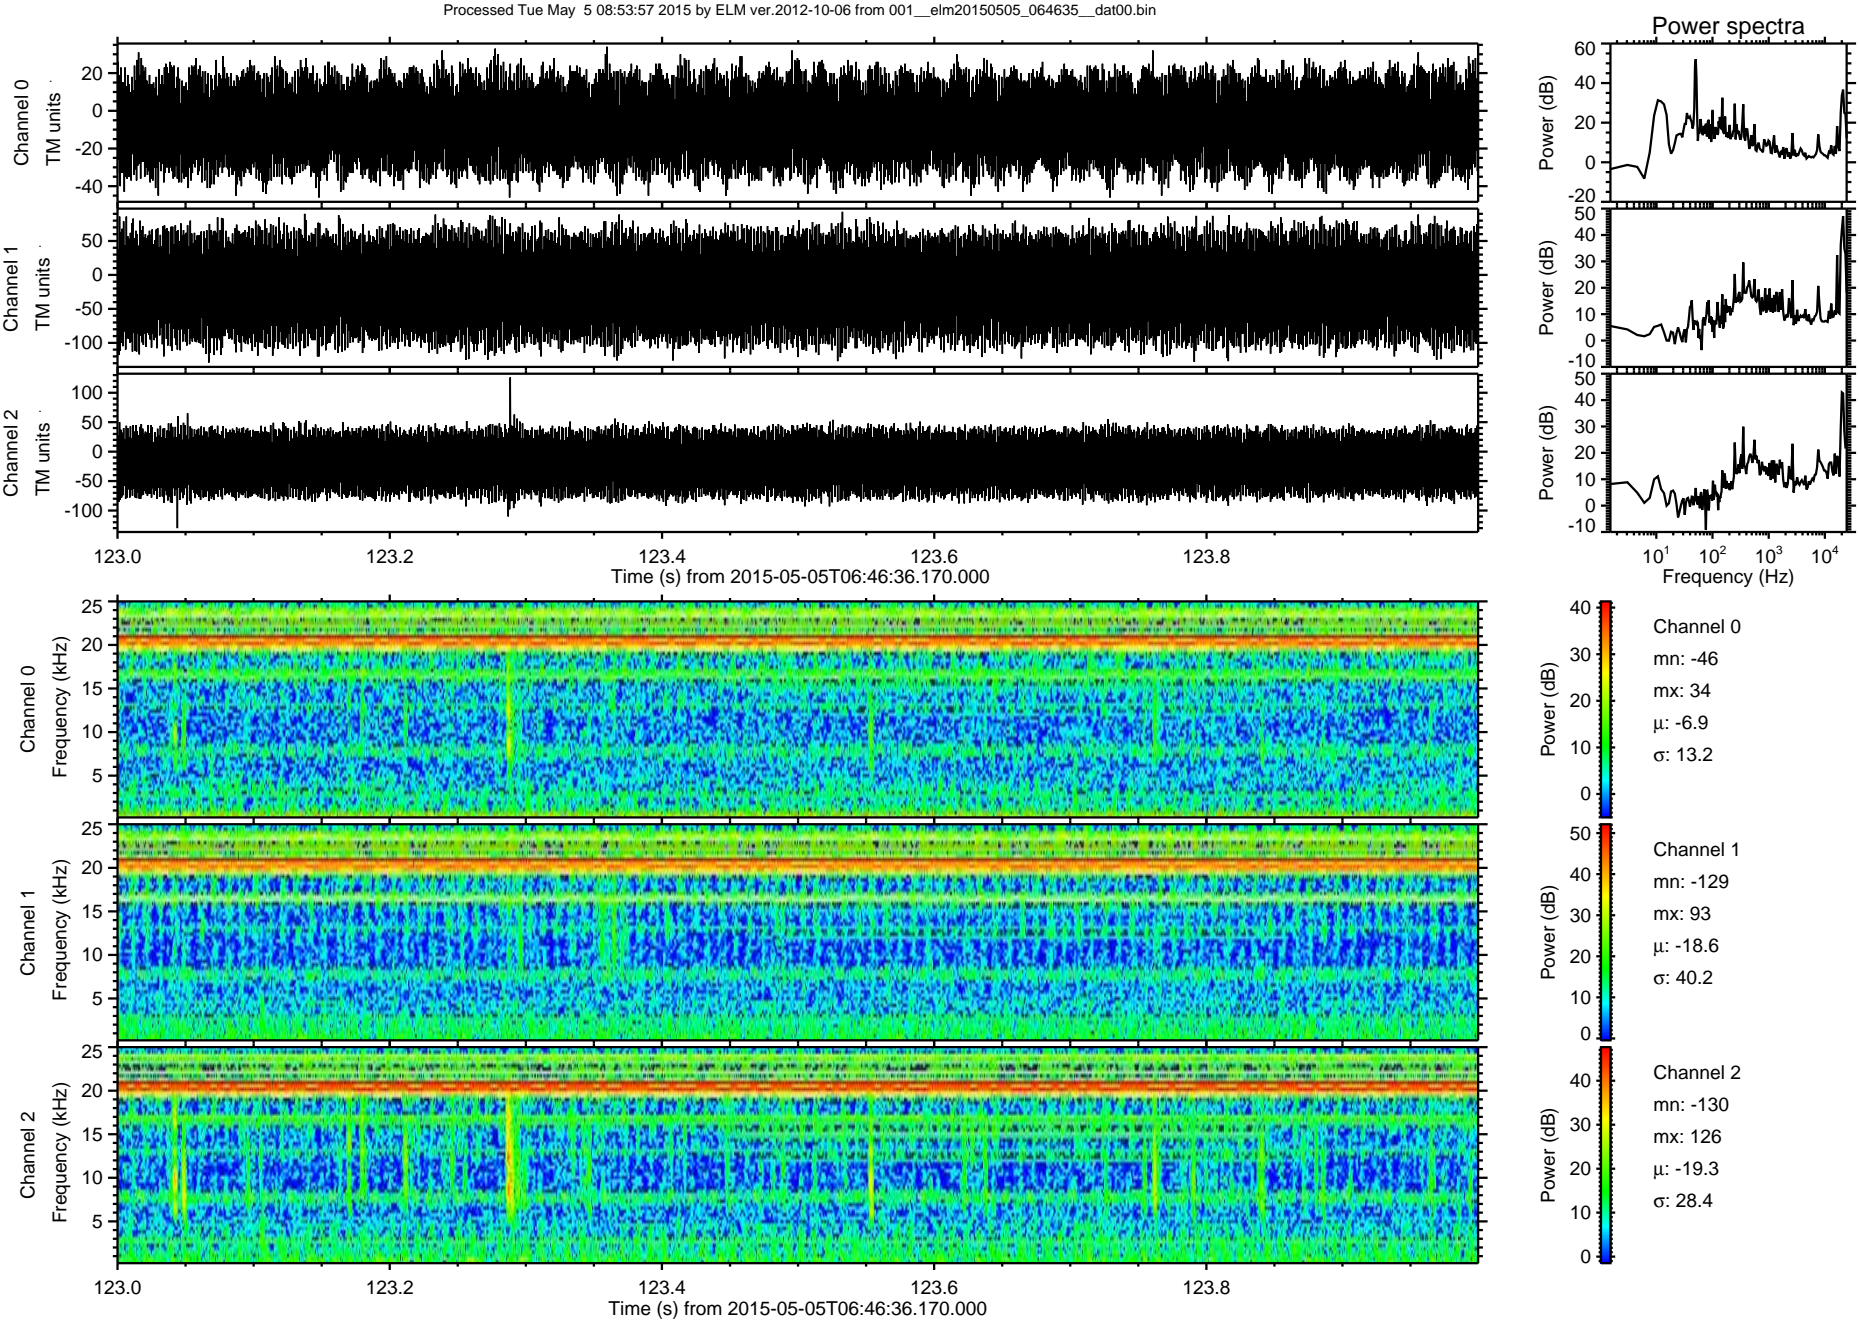 Processed Tue May  5 08:53:57 2015 by ELM ver.2012-10-06 from 001__elm20150505_064635__dat00.bin
Power spectra
Channel 0
TM units
20
0
-20
-40
Power (dB)
60
40
20
0
-20
Channel 1
TM units
50
0
-50
-100
Power (dB)
50
40
30
20
10
0
-10
Channel 2
TM units
100
50
0
-50
-100
Power (dB)
50
40
30
20
10
0
-10
123.0 123.2 123.4 123.6 123.8
Time (s) from 2015-05-05T06:46:36.170.000
10^1 10^2 10^3 10^4
Frequency (Hz)
Channel 0
Frequency (kHz)
25
20
15
10
5
Power (dB)
40
30
20
10
0
Channel 0
mn: -46
mx: 34
μ: -6.9
σ: 13.2
Channel 1
Frequency (kHz)
25
20
15
10
5
Power (dB)
50
40
30
20
10
0
Channel 1
mn: -129
mx: 93
μ: -18.6
σ: 40.2
Channel 2
Frequency (kHz)
25
20
15
10
5
Power (dB)
40
30
20
10
0
Channel 2
mn: -130
mx: 126
μ: -19.3
σ: 28.4
123.0 123.2 123.4 123.6 123.8
Time (s) from 2015-05-05T06:46:36.170.000